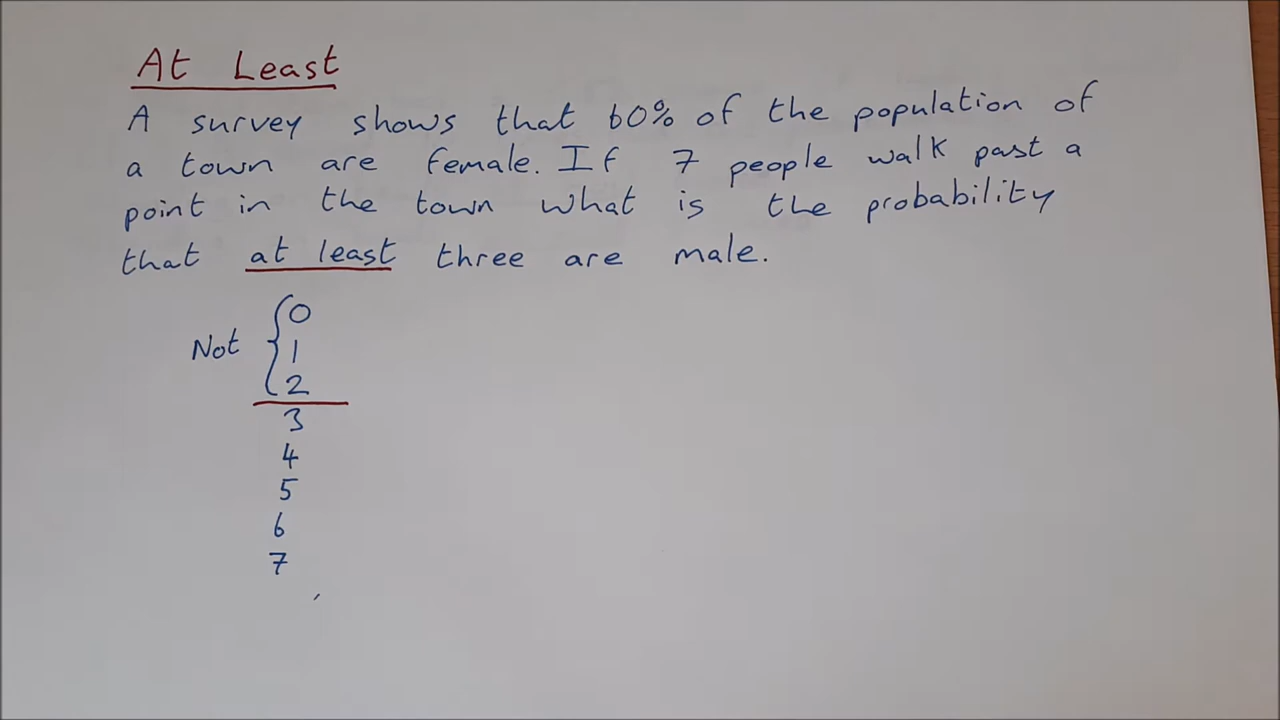 At Least
A survey shows that 60% of the population of
a town are female. If 7 people walk past a
point in the town what is the probability
that at least three are male.
0
Not 1
2
3
4
5
6
7